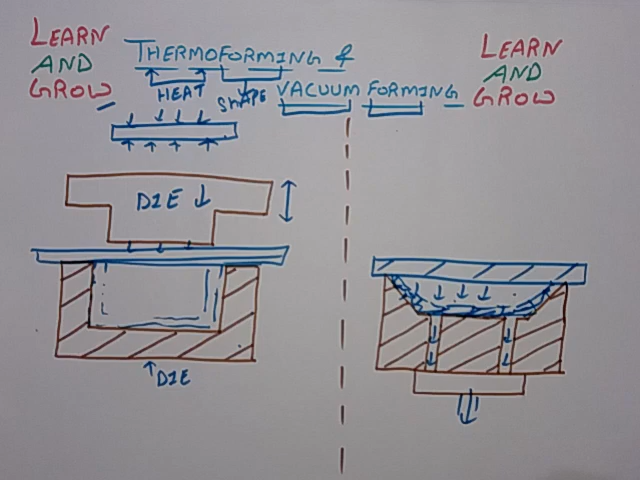 LEARN
AND
GROW
THERMOFORMING &
HEAT
SHAPE
VACUUM FORMING
LEARN
AND
GROW
DIE
DIE